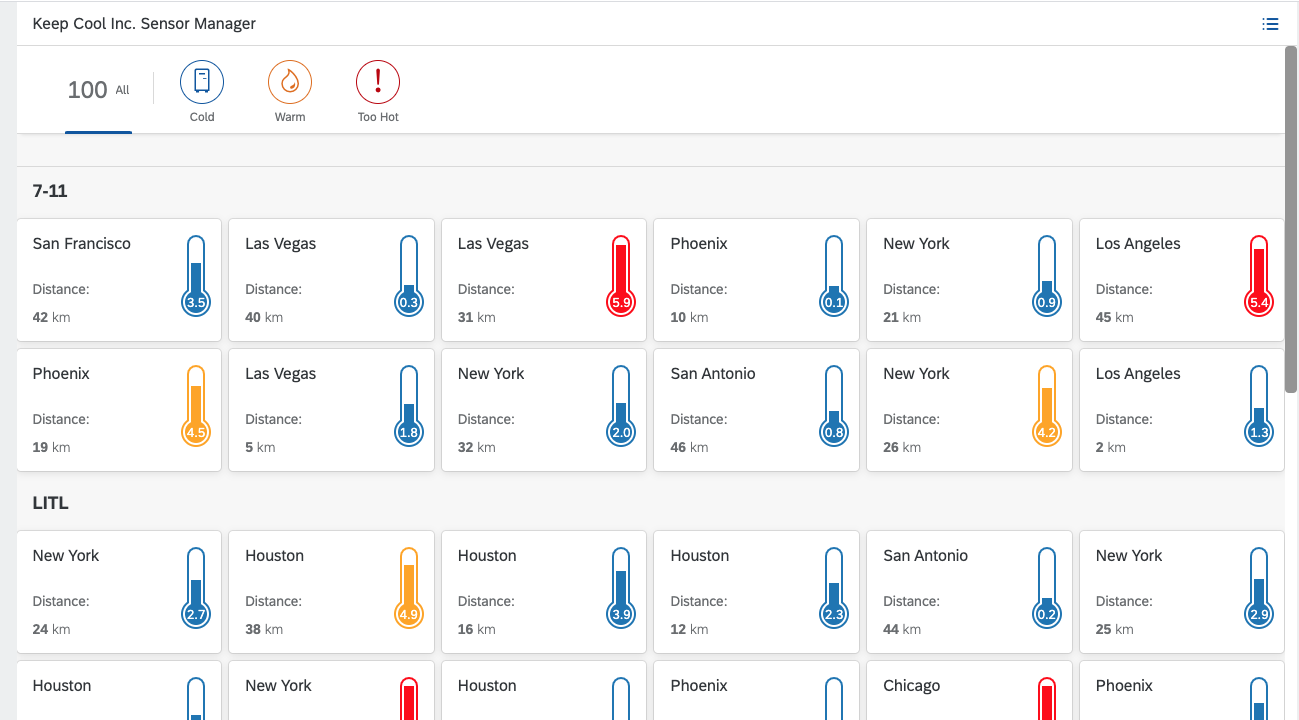 Keep Cool Inc. Sensor Manager
100 All
Cold Warm Too Hot
7-11
San Francisco Las Vegas Las Vegas Phoenix New York Los Angeles
Distance: Distance: Distance: Distance: Distance: Distance:
3.5 0.3 5.9 0.1 0.9 5.4
42 km 40 km 31 km 10 km 21 km 45 km
Phoenix Las Vegas New York San Antonio New York Los Angeles
Distance: Distance: Distance: Distance: Distance: Distance:
4.5 1.8 2.0 0.8 4.2 1.3
19 km 5 km 32 km 46 km 26 km 2 km
LITL
New York Houston Houston Houston San Antonio New York
Distance: Distance: Distance: Distance: Distance: Distance:
2.7 4.9 3.9 2.3 0.2 2.9
24 km 38 km 16 km 12 km 44 km 25 km
Houston New York Houston Phoenix Chicago Phoenix